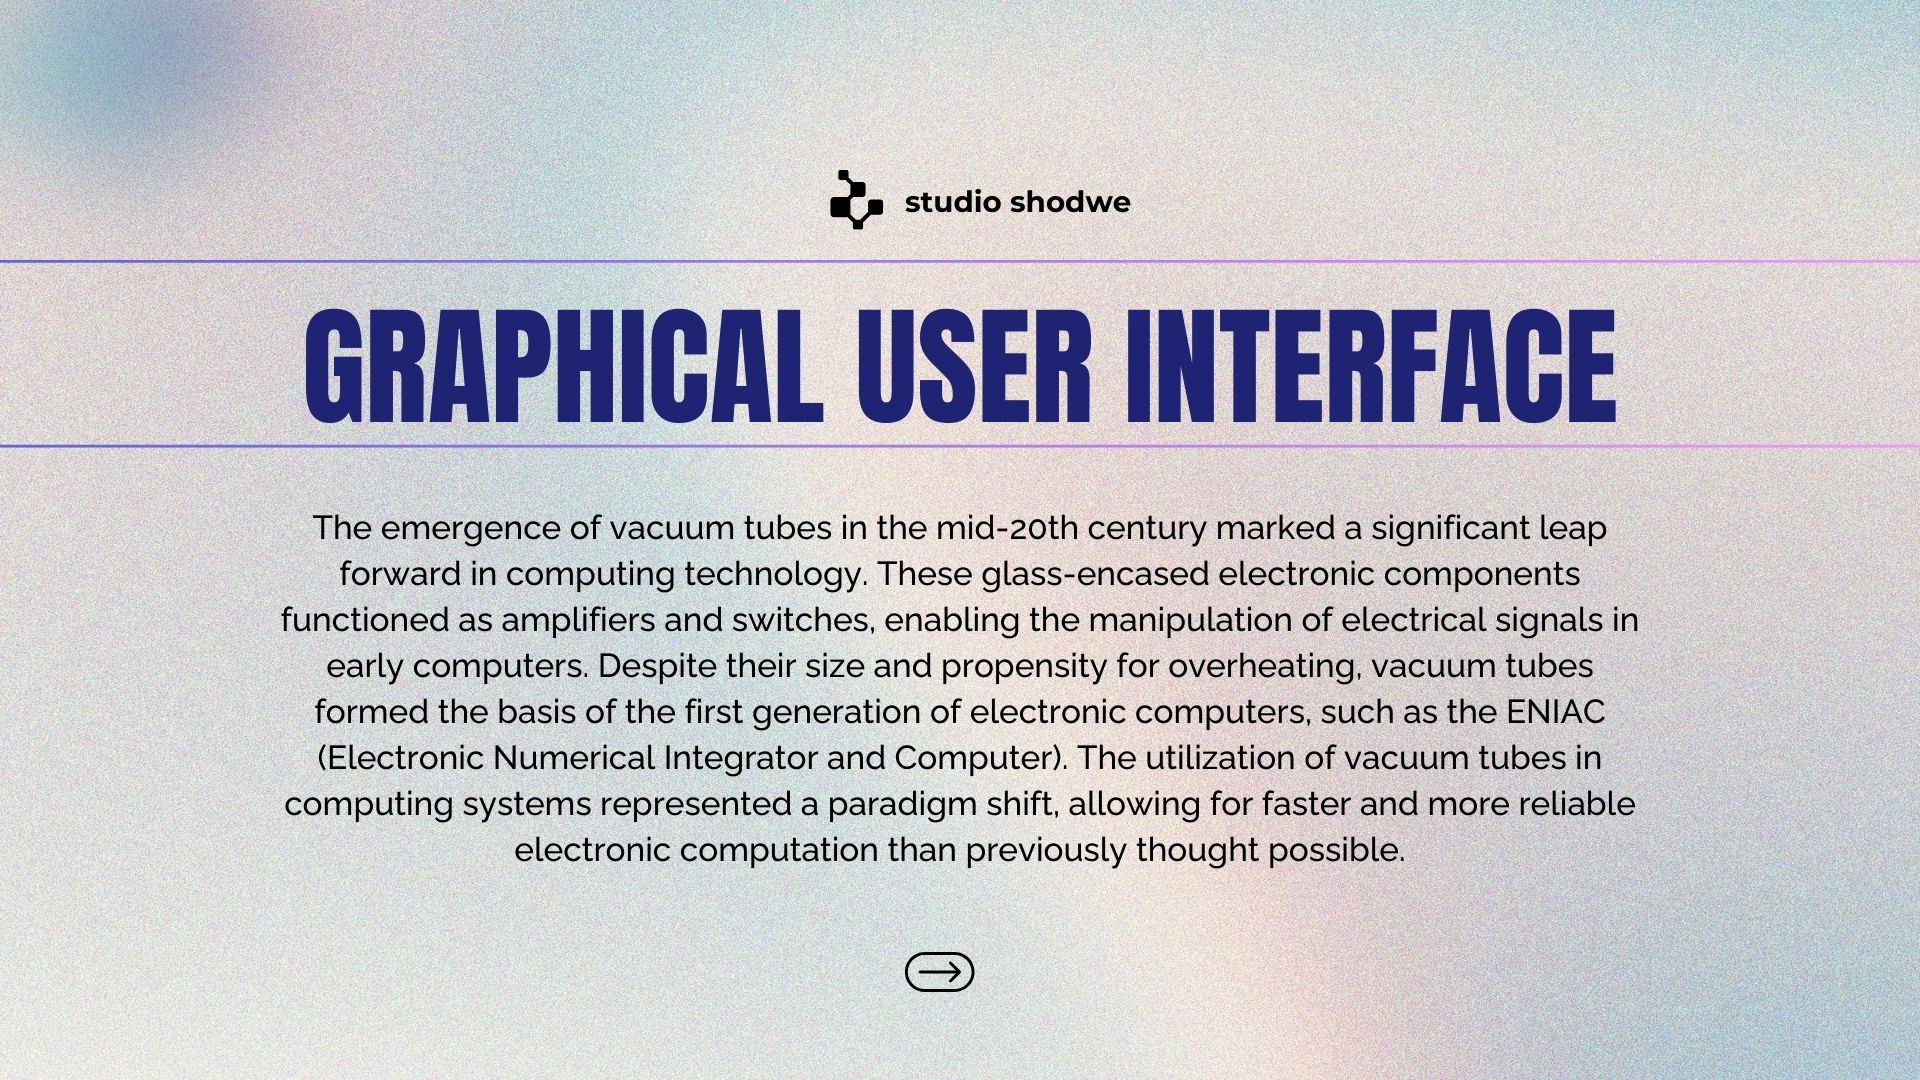 studio shodwe
GRAPHICAL USER INTERFACE
The emergence of vacuum tubes in the mid-20th century marked a significant leap
forward in computing technology. These glass-encased electronic components
functioned as amplifiers and switches, enabling the manipulation of electrical signals in
early computers. Despite their size and propensity for overheating, vacuum tubes
formed the basis of the first generation of electronic computers, such as the ENIAC
(Electronic Numerical Integrator and Computer). The utilization of vacuum tubes in
computing systems represented a paradigm shift, allowing for faster and more reliable
electronic computation than previously thought possible.